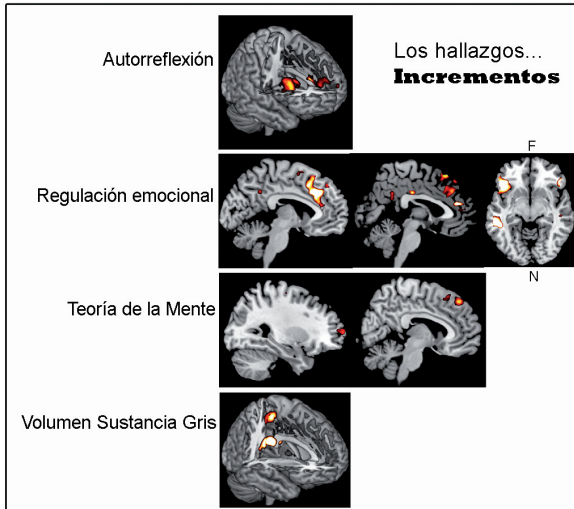 Autorreflexión
Los hallazgos...
Incrementos
F
Regulación emocional
N
Teoría de la Mente
Volumen Sustancia Gris